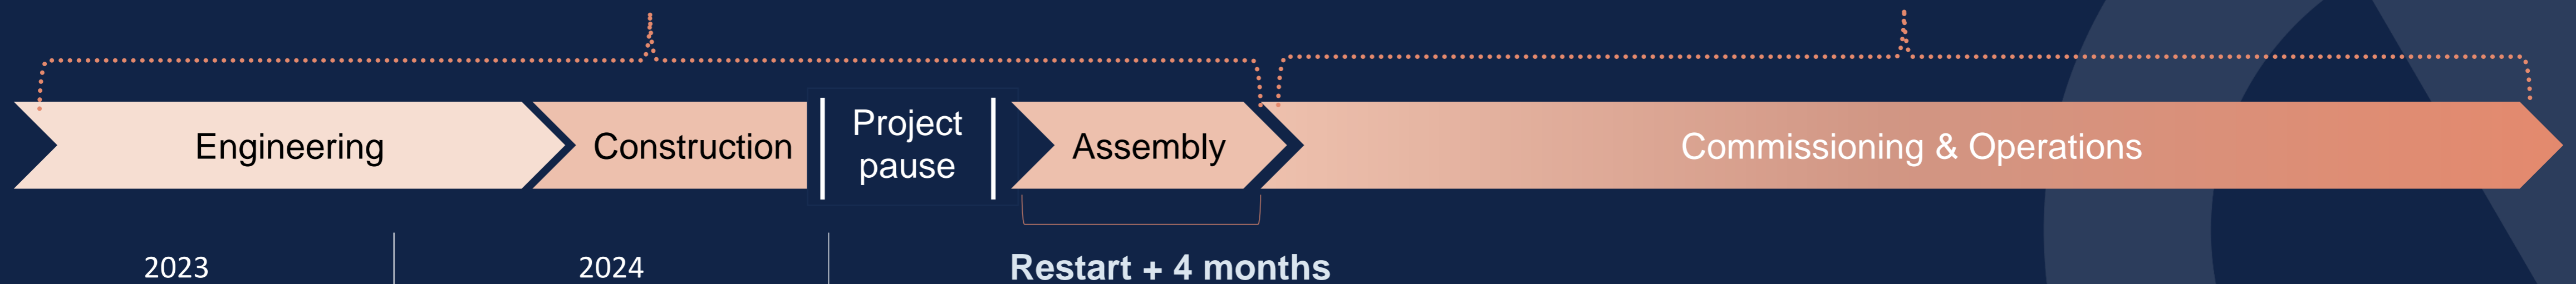 Engineering
Construction
Project
pause
Assembly
Commissioning & Operations
2023
2024
Restart + 4 months